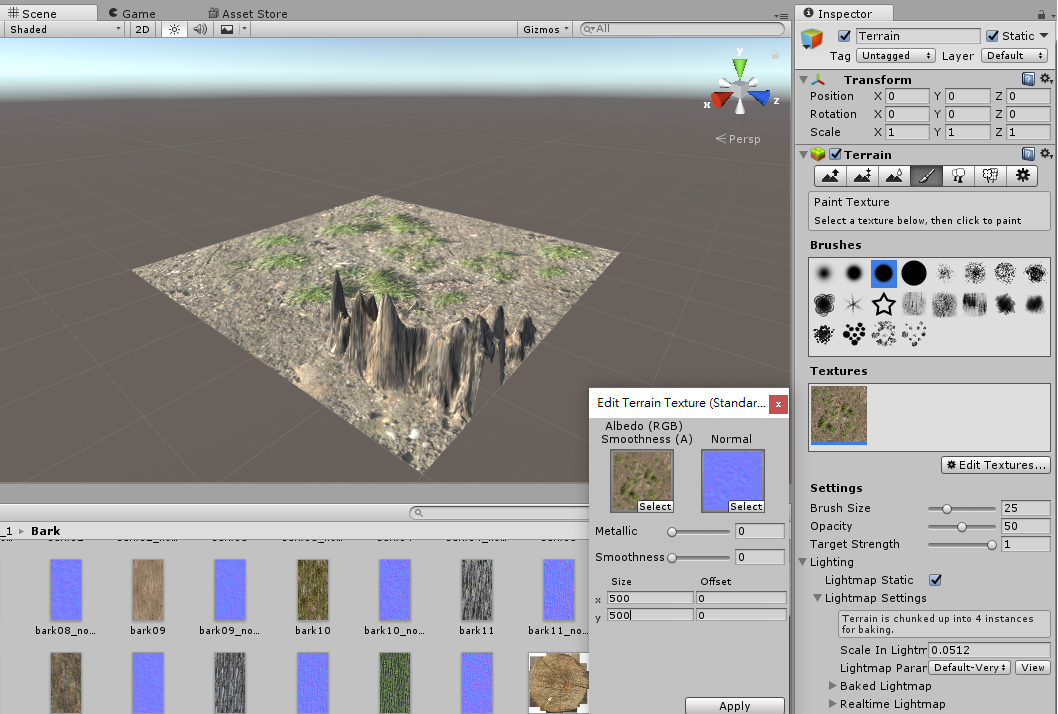 Scene
Game
Asset Store
Shaded
2D
Gizmos
All
y
x
z
Persp
Inspector
Terrain
Static
Tag
Untagged
Layer
Default
Transform
Position X 0 Y 0 Z 0
Rotation X 0 Y 0 Z 0
Scale X 1 Y 1 Z 1
Terrain
Paint Texture
Select a texture below, then click to paint
Brushes
Textures
Edit Textures...
Settings
Brush Size 25
Opacity 50
Target Strength 1
Lighting
Lightmap Static
Lightmap Settings
Terrain is chunked up into 4 instances
for baking.
Scale In Lightm 0.0512
Lightmap Parar Default-Very View
Baked Lightmap
Realtime Lightmap
Edit Terrain Texture (Standar... x
Albedo (RGB)
Smoothness (A)
Normal
Select
Select
Metallic 0
Smoothness 0
Size Offset
x 500 0
y 500 0
Apply
_1 ▸ Bark
bark08_no...
bark09
bark09_no...
bark10
bark10_no...
bark11
bark11_no...